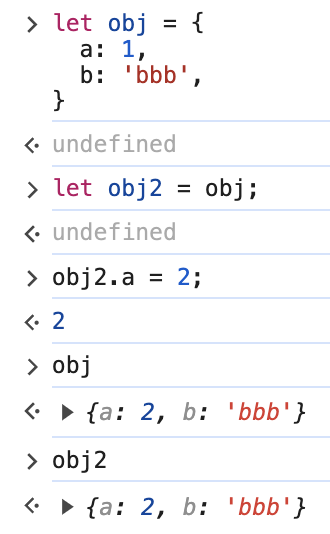 let obj = {
  a: 1,
  b: 'bbb',
}
undefined
let obj2 = obj;
undefined
obj2.a = 2;
2
obj
{a: 2, b: 'bbb'}
obj2
{a: 2, b: 'bbb'}